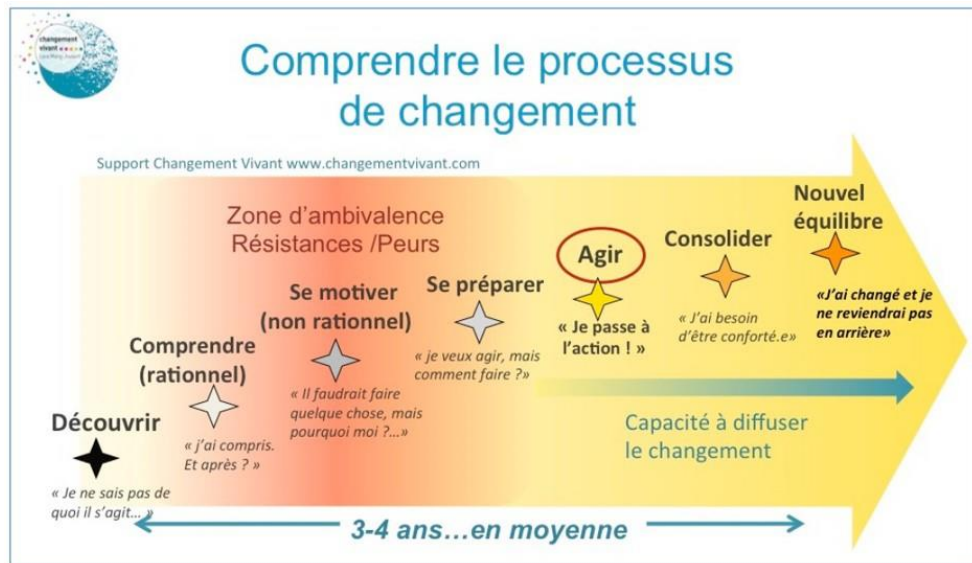 changement
vivant
Comprendre le processus
de changement
Support Changement Vivant www.changementvivant.com
Zone d’ambivalence
Résistances /Peurs
Découvrir
« Je ne sais pas de
quoi il s’agit… »
Comprendre
(rationnel)
« j’ai compris.
Et après ? »
Se motiver
(non rationnel)
« Il faudrait faire
quelque chose, mais
pourquoi moi ?…»
Se préparer
« je veux agir, mais
comment faire ?»
Agir
« Je passe à
l’action ! »
Consolider
« J’ai besoin
d’être conforté.e»
Nouvel
équilibre
«J’ai changé et je
ne reviendrai pas
en arrière»
Capacité à diffuser
le changement
3-4 ans…en moyenne